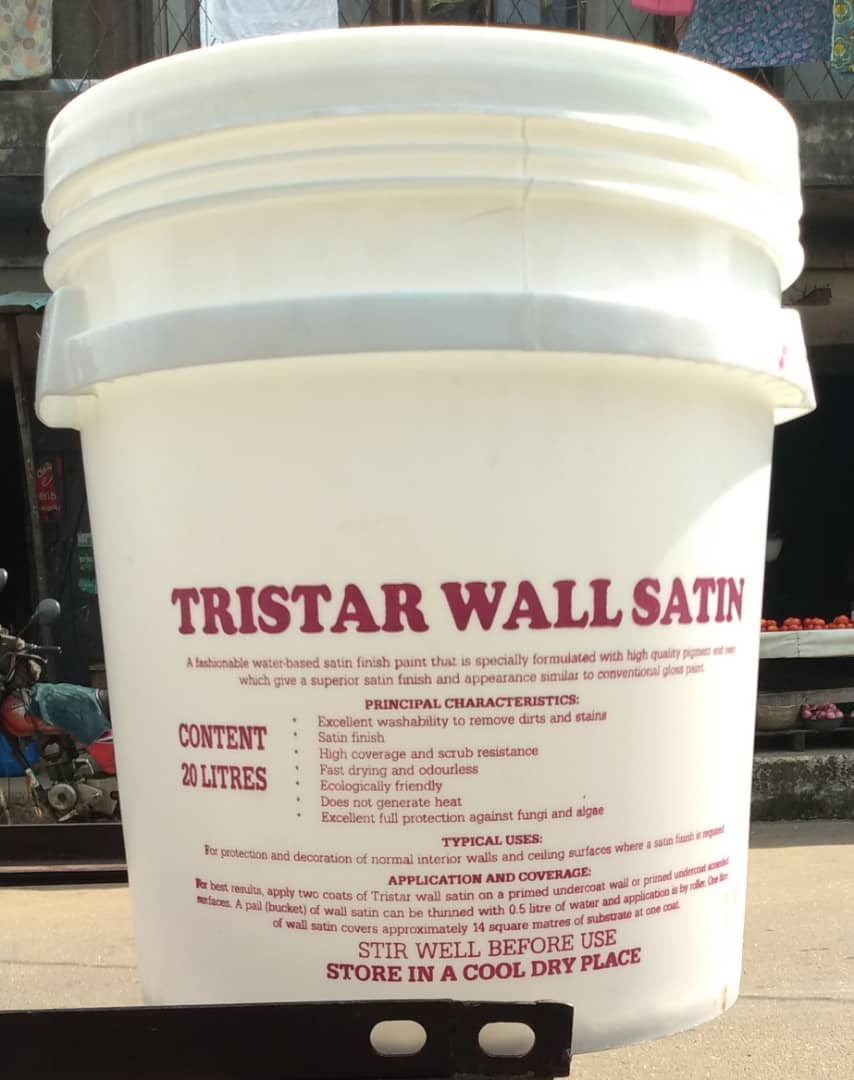 TRISTAR WALL SATIN
A fashionable water-based satin finish paint that is specially formulated with high quality pigment and
which give a superior satin finish and appearance similar to conventional gloss paint.
PRINCIPAL CHARACTERISTICS:
CONTENT
20 LITRES
* Excellent washability to remove dirts and stains
* Satin finish
* High coverage and scrub resistance
* Fast drying and odourless
* Ecologically friendly
* Does not generate heat
* Excellent full protection against fungi and algae
TYPICAL USES:
For protection and decoration of normal interior walls and ceiling surfaces where a satin finish is required
APPLICATION AND COVERAGE:
For best results, apply two coats of Tristar wall satin on a primed undercoat wall or primed undercoat
surfaces. A pail (bucket) of wall satin can be thinned with 0.5 litre of water and application is by roller. One litre
of wall satin covers approximately 14 square matres of substrate at one coat.
STIR WELL BEFORE USE
STORE IN A COOL DRY PLACE